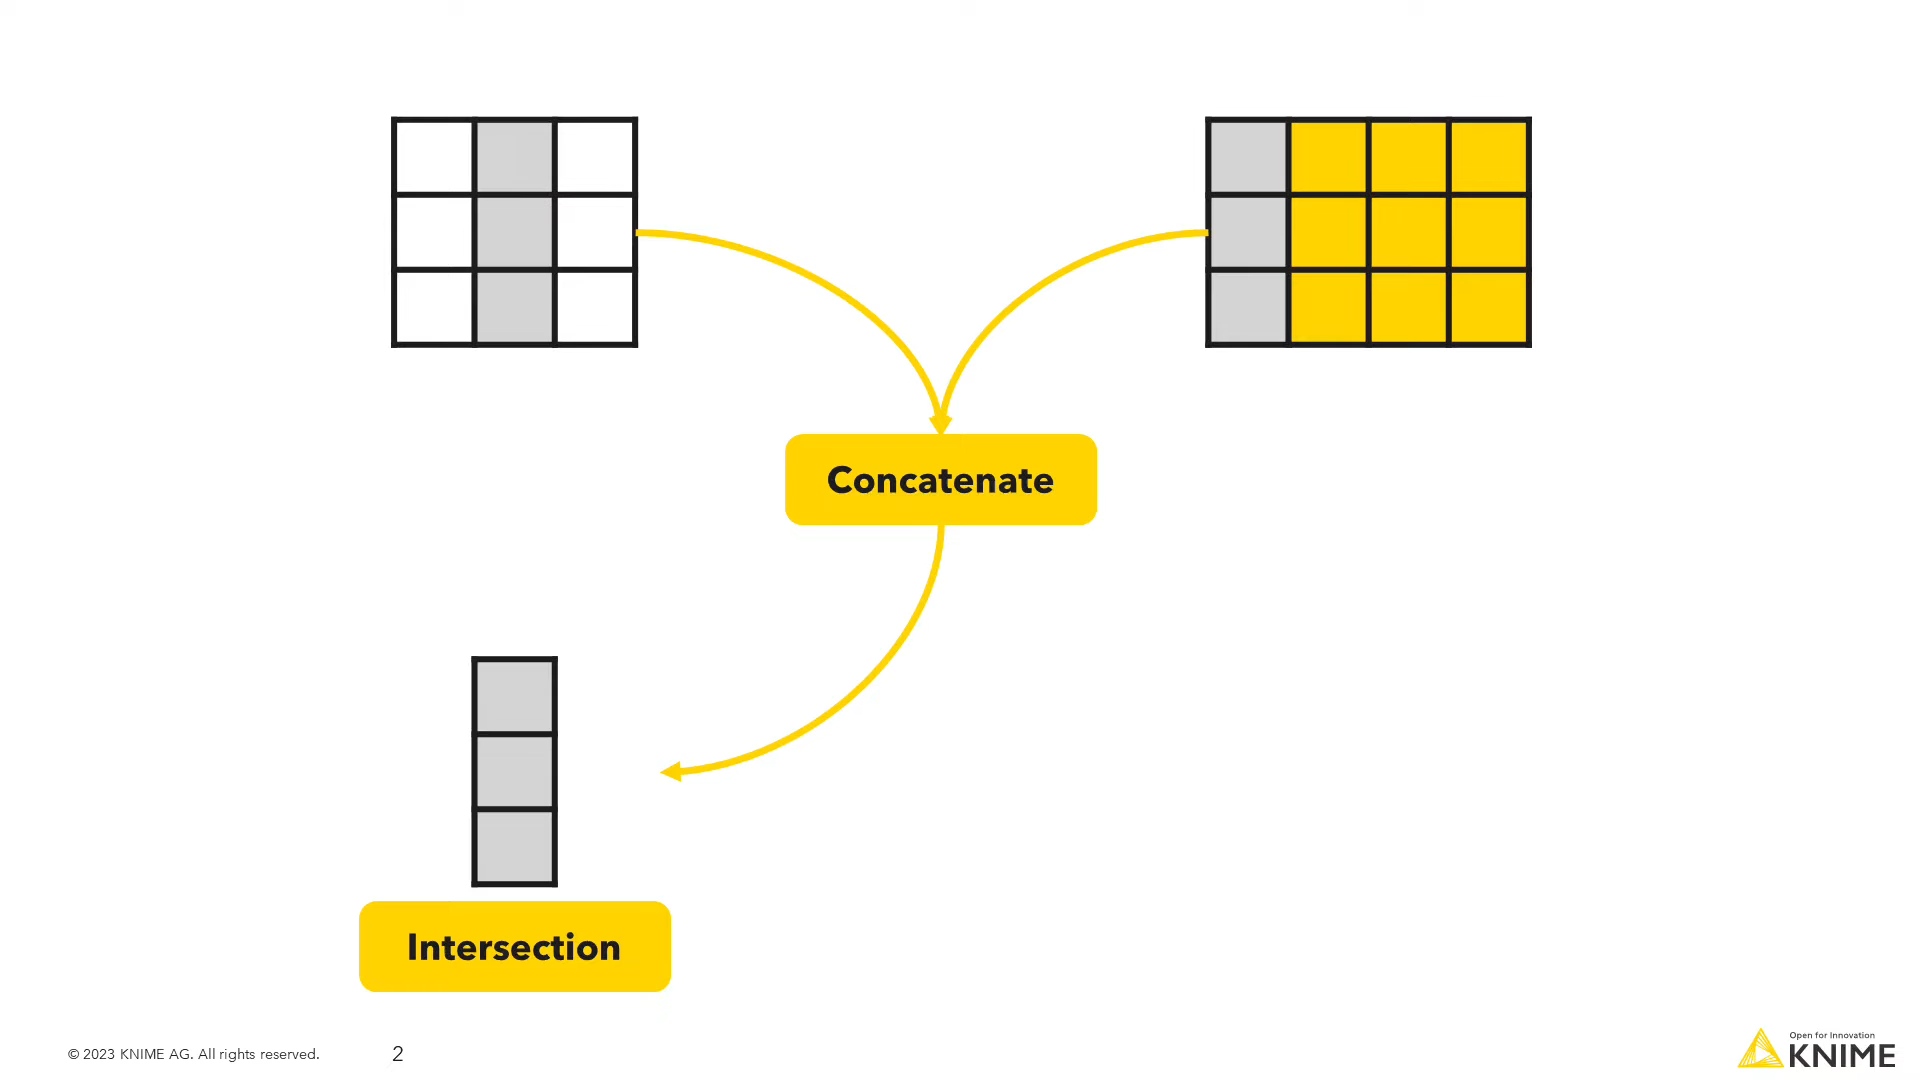 Concatenate
Intersection
© 2023 KNIME AG. All rights reserved.
2
Open for Innovation
KNIME